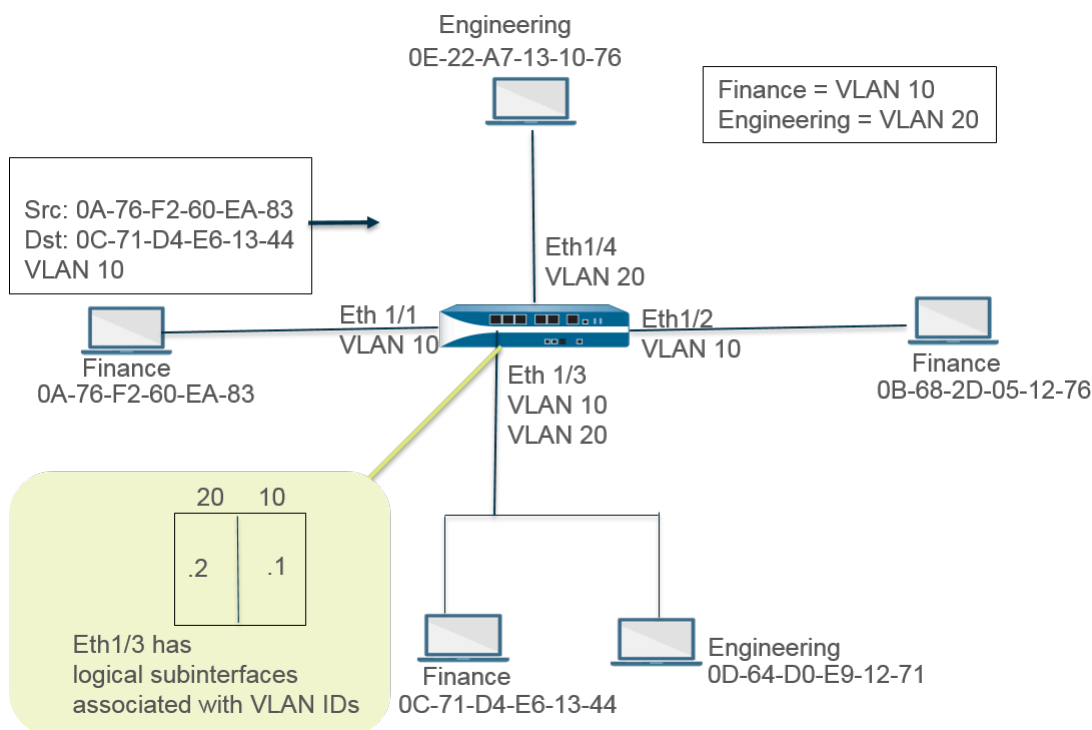 Engineering
0E-22-A7-13-10-76
Finance = VLAN 10
Engineering = VLAN 20
Src: 0A-76-F2-60-EA-83
Dst: 0C-71-D4-E6-13-44
VLAN 10
Eth1/4
VLAN 20
Eth 1/1
VLAN 10
Eth1/2
VLAN 10
Finance
0A-76-F2-60-EA-83
Finance
0B-68-2D-05-12-76
Eth 1/3
VLAN 10
VLAN 20
20 10
.2 .1
Eth1/3 has
logical subinterfaces
associated with VLAN IDs
Finance
0C-71-D4-E6-13-44
Engineering
0D-64-D0-E9-12-71